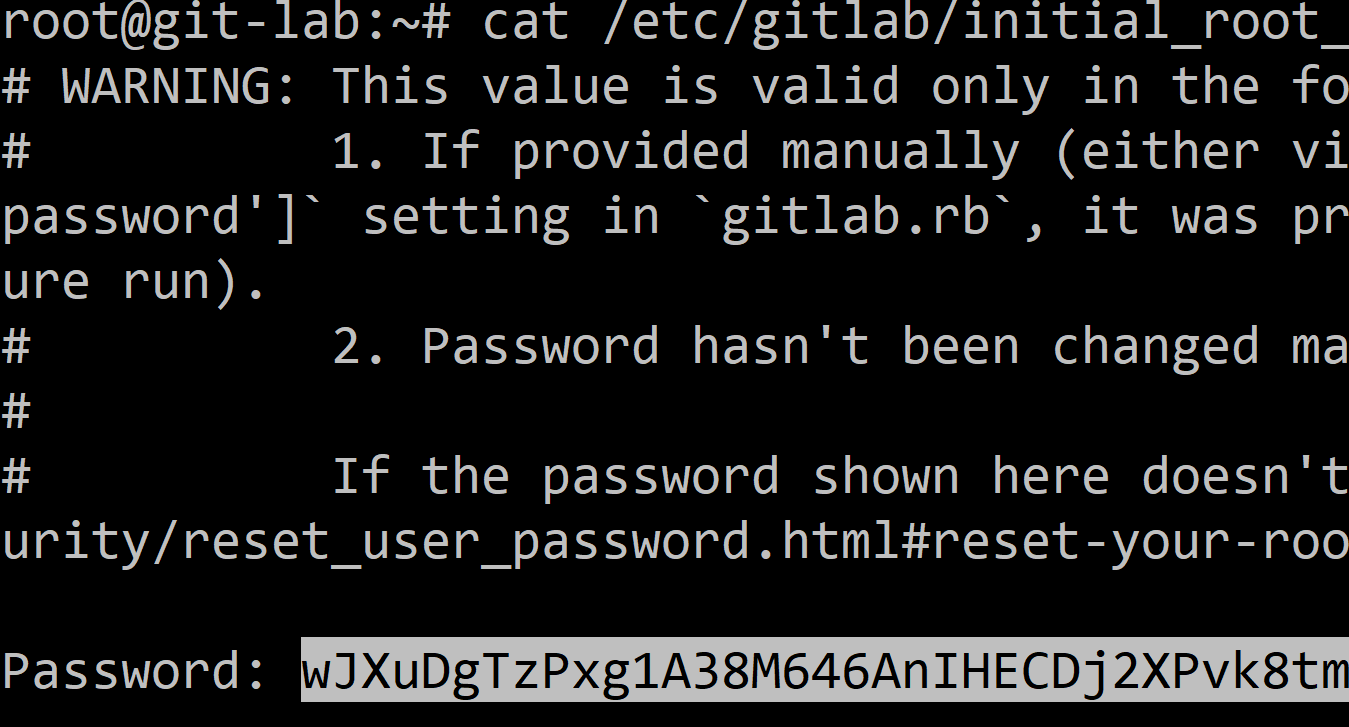 root@git-lab:~# cat /etc/gitlab/initial_root_
# WARNING: This value is valid only in the fo
#          1. If provided manually (either vi
password']` setting in `gitlab.rb`, it was pr
ure run).
#          2. Password hasn't been changed ma
#
#          If the password shown here doesn't
urity/reset_user_password.html#reset-your-roo

Password: wJXuDgTzPxg1A38M646AnIHECDj2XPvk8tm